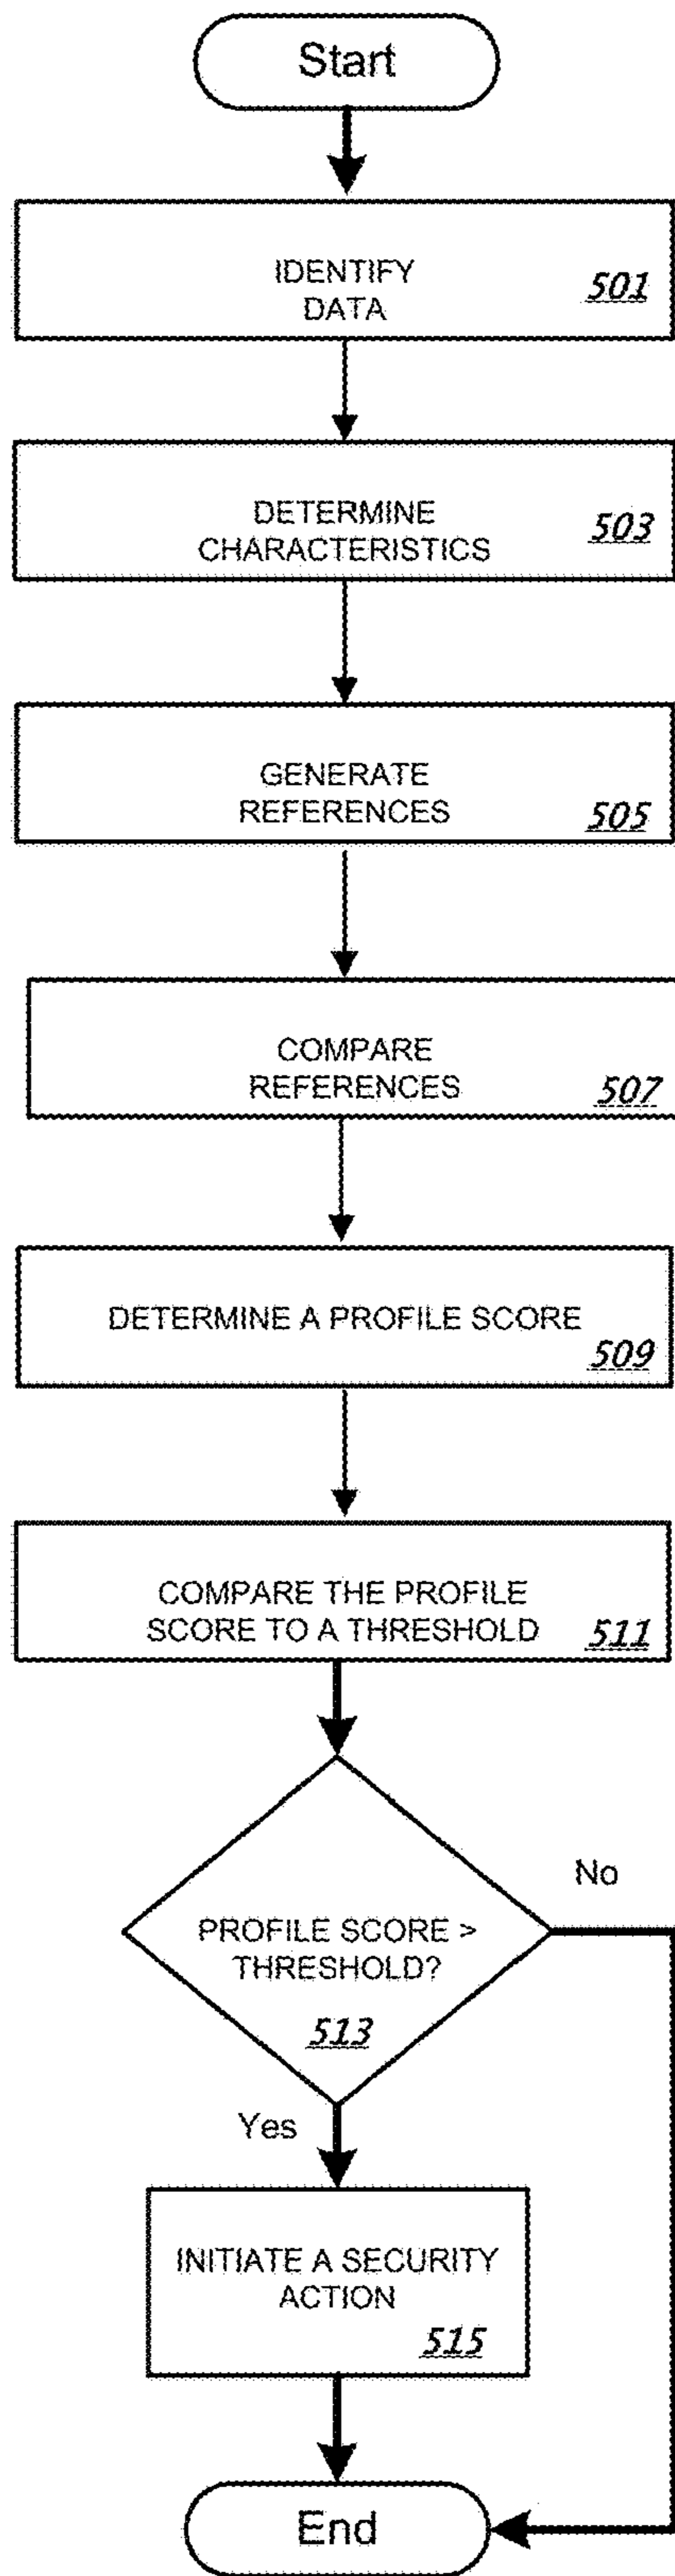 Start
IDENTIFY
DATA
501
DETERMINE
CHARACTERISTICS
503
GENERATE
REFERENCES
505
COMPARE
REFERENCES
507
DETERMINE A PROFILE SCORE
509
COMPARE THE PROFILE
SCORE TO A THRESHOLD
511
No
PROFILE SCORE >
THRESHOLD?
513
Yes
INITIATE A SECURITY
ACTION
515
End